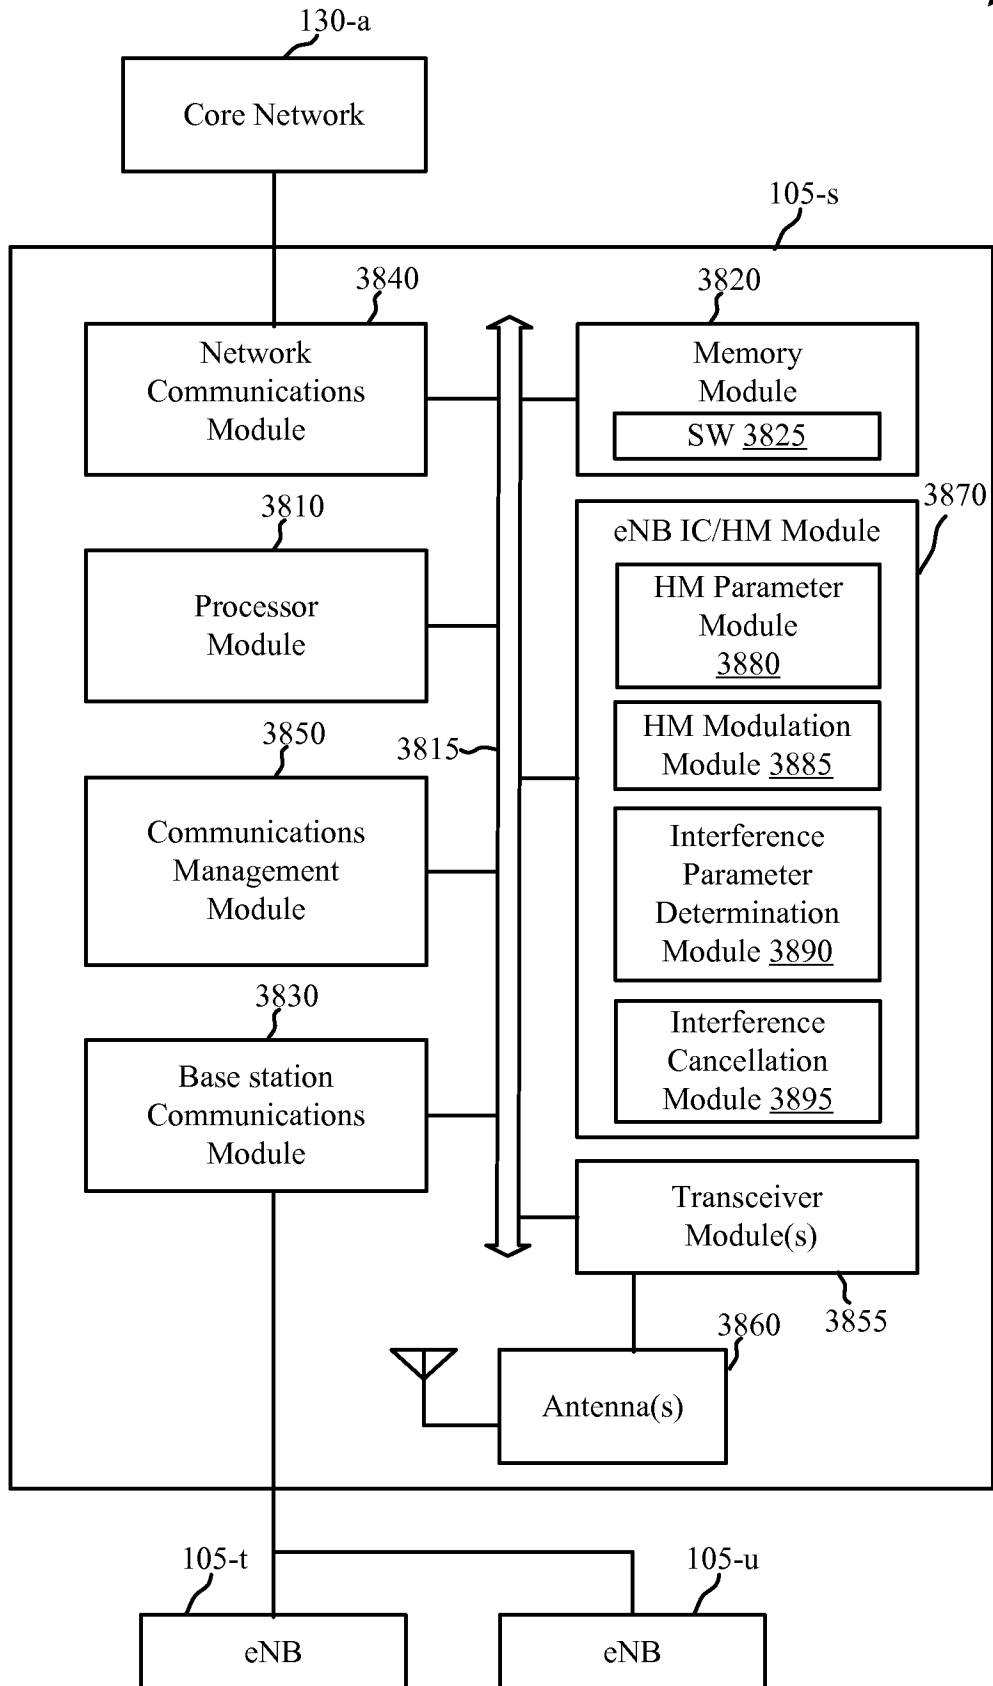 130-a
Core Network
105-s
3840
Network
Communications
Module
3820
Memory
Module
SW 3825
3810
Processor
Module
3870
eNB IC/HM Module
HM Parameter
Module
3880
HM Modulation
Module 3885
Interference
Parameter
Determination
Module 3890
Interference
Cancellation
Module 3895
3850
Communications
Management
Module
3815
3830
Base station
Communications
Module
Transceiver
Module(s)
3855
3860
Antenna(s)
105-t
eNB
105-u
eNB